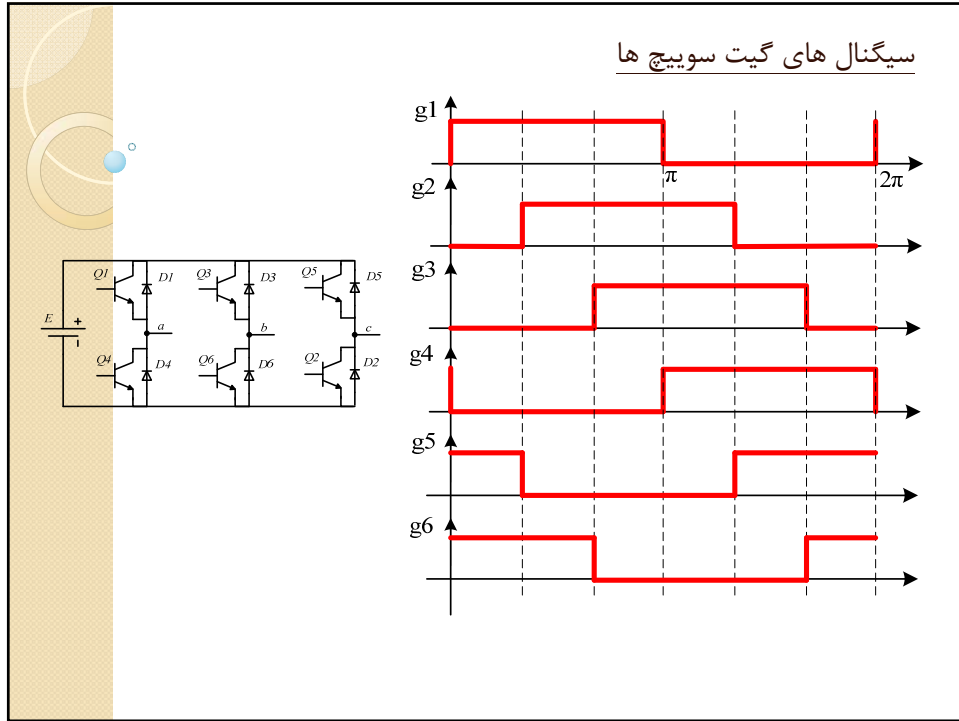 سیگنال های گیت سوییچ ها
g1
π
2π
g2
g3
g4
g5
g6
Q1 D1 Q3 D3 Q5 D5
E + a b c
Q4 D4 Q6 D6 Q2 D2